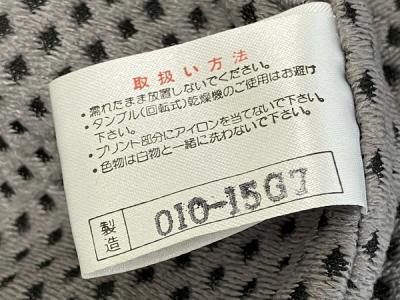 取扱い方法
・濡れたまま放置しないでください。
・タンブル(回転式)乾燥機のご使用はお避け
下さい。
・プリント部分にアイロンを当てないで下さい。
・色物は白物と一緒に洗わないで下さい。
製造 010-15G7